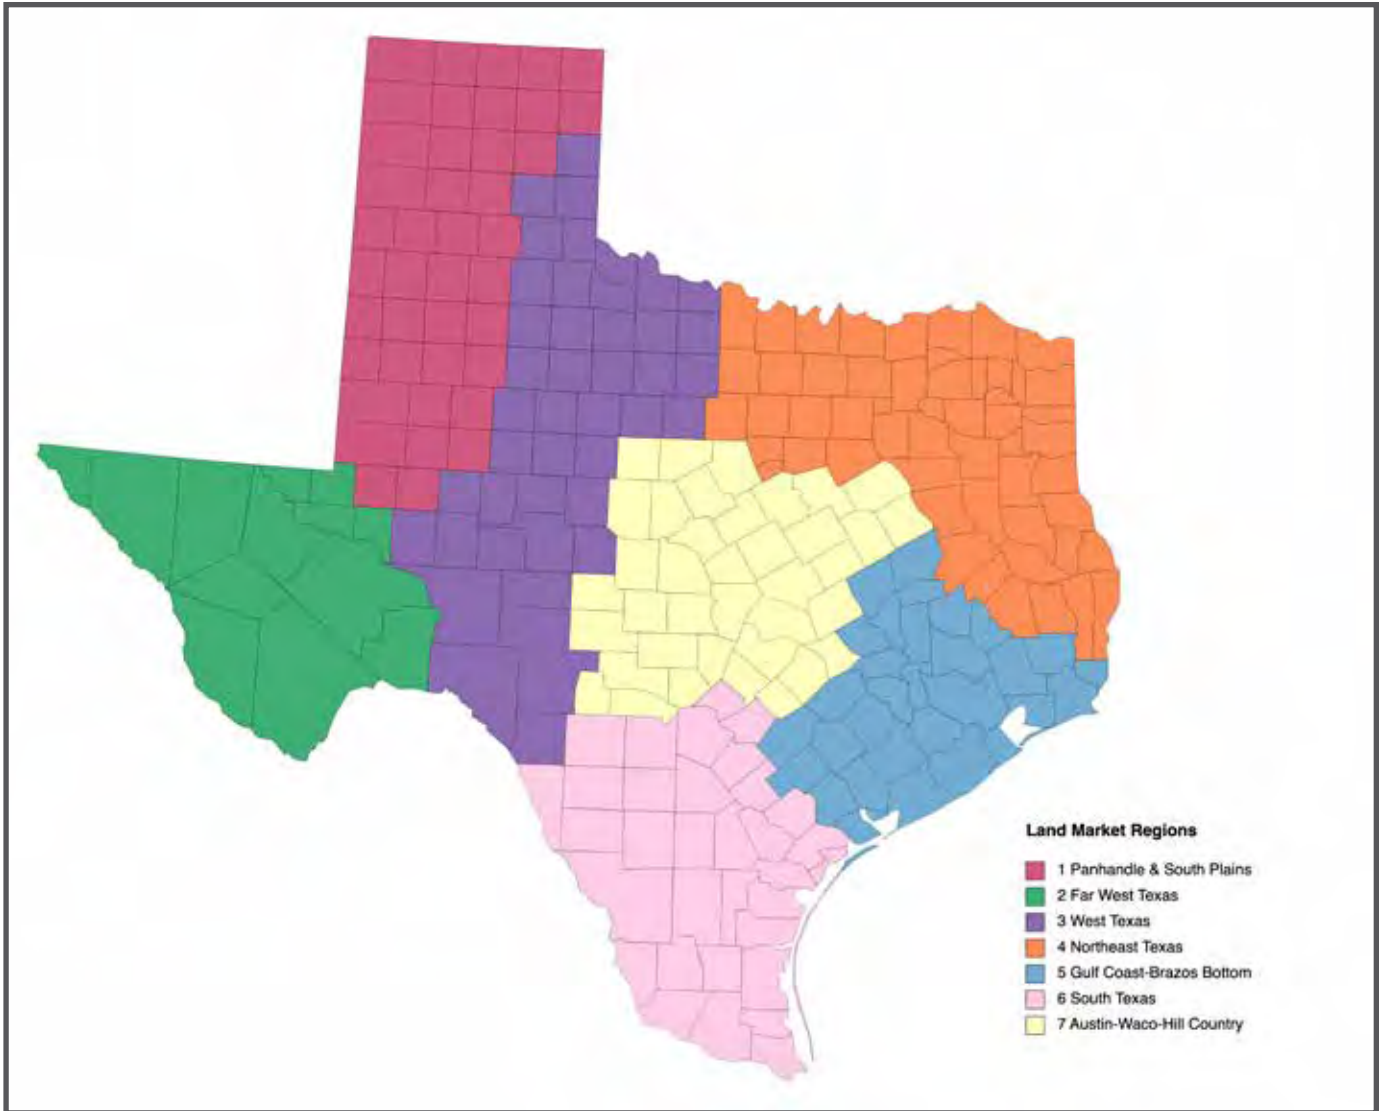 Land Market Regions
1 Panhandle & South Plains
2 Far West Texas
3 West Texas
4 Northeast Texas
5 Gulf Coast-Brazos Bottom
6 South Texas
7 Austin-Waco-Hill Country